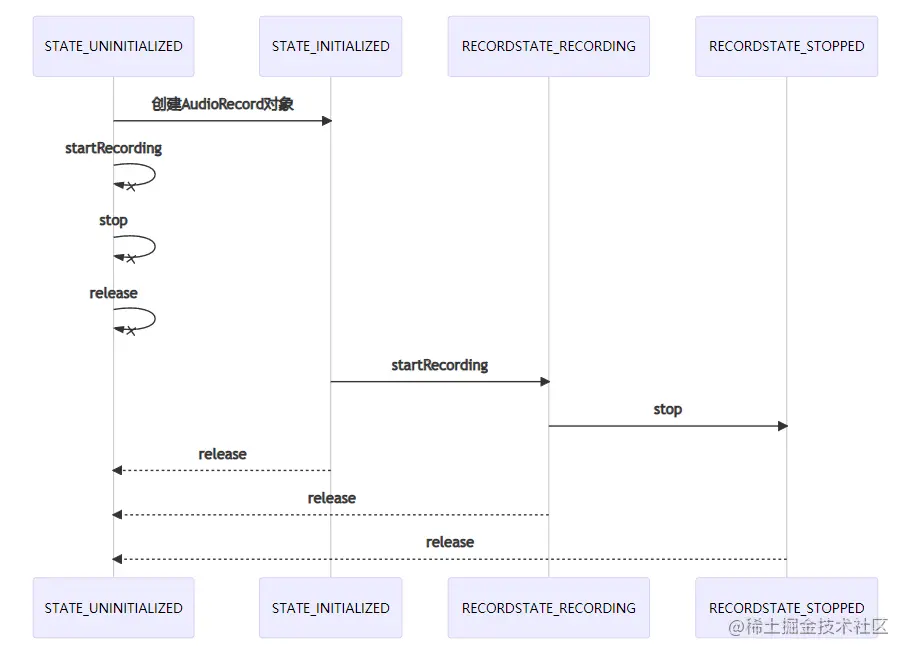 STATE_UNINITIALIZED
STATE_INITIALIZED
RECORDSTATE_RECORDING
RECORDSTATE_STOPPED
创建AudioRecord对象
startRecording
stop
release
startRecording
stop
release
release
release
STATE_UNINITIALIZED
STATE_INITIALIZED
RECORDSTATE_RECORDING
RECORDSTATE_STOPPED
@稀土掘金技术社区